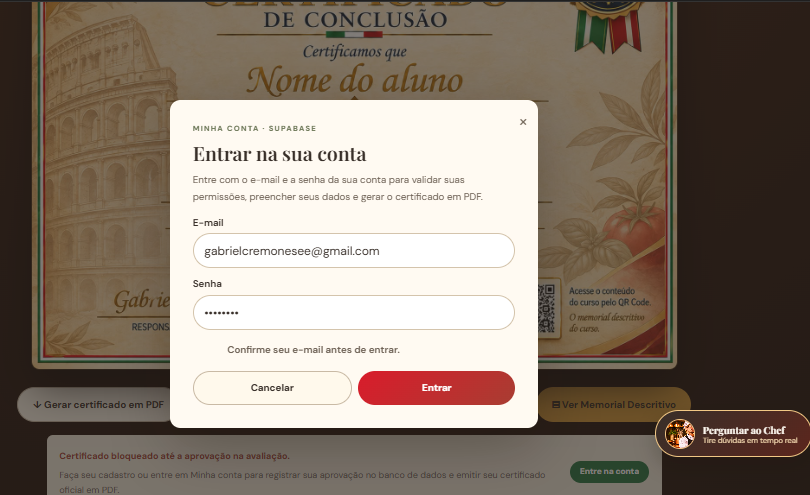 CERTIFICADO
DE CONCLUSÃO
Certificamos que
Nome do aluno
MINHA CONTA · SUPABASE
×
Entrar na sua conta
Entre com o e-mail e a senha da sua conta para validar suas
permissões, preencher seus dados e gerar o certificado em PDF.
E-mail
gabrielcremonesee@gmail.com
Senha
••••••••
Confirme seu e-mail antes de entrar.
Cancelar
Entrar
Gabrie
RESPONS
Acesse o conteúdo
do curso pelo QR Code.
O memorial descritivo
do curso.
↓ Gerar certificado em PDF
Ver Memorial Descritivo
Perguntar ao Chef
Tire dúvidas em tempo real
Certificado bloqueado até a aprovação na avaliação.
Faça seu cadastro ou entre em Minha conta para registrar sua aprovação no banco de dados e emitir seu certificado
oficial em PDF.
Entre na conta